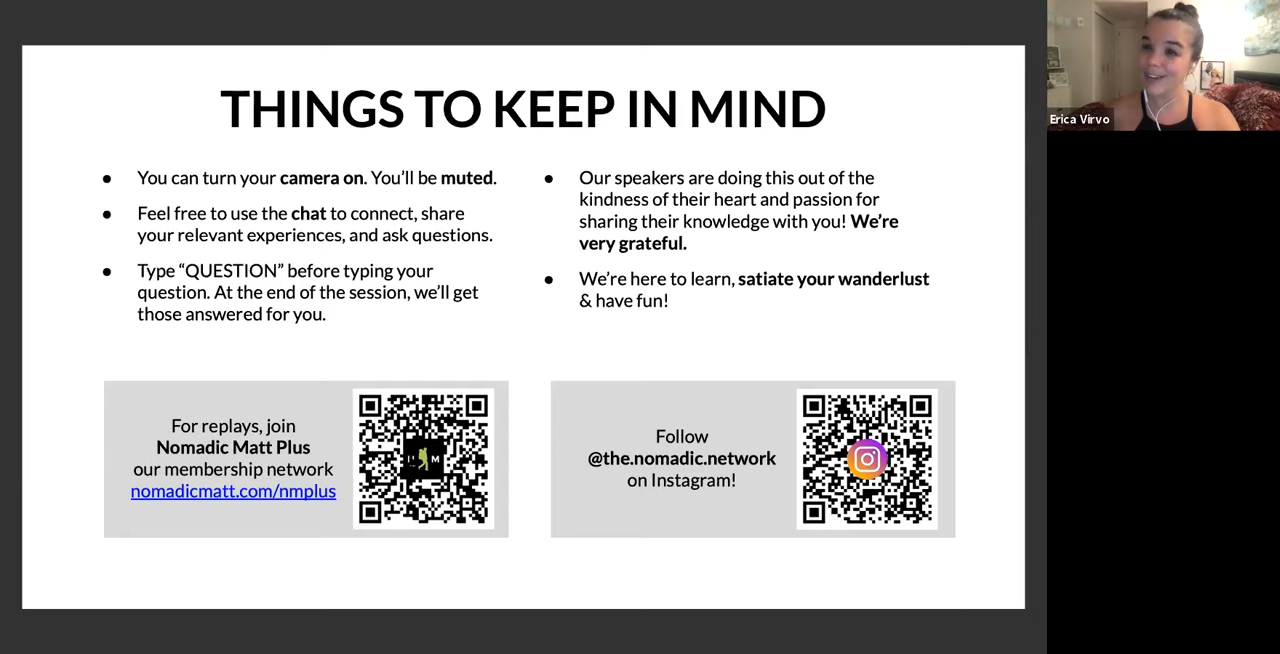 THINGS TO KEEP IN MIND
● You can turn your camera on. You’ll be muted.
● Feel free to use the chat to connect, share
your relevant experiences, and ask questions.
● Type “QUESTION” before typing your
question. At the end of the session, we’ll get
those answered for you.
● Our speakers are doing this out of the
kindness of their heart and passion for
sharing their knowledge with you! We’re
very grateful.
● We’re here to learn, satiate your wanderlust
& have fun!
For replays, join
Nomadic Matt Plus
our membership network
nomadicmatt.com/nmplus
Follow
@the.nomadic.network
on Instagram!
Erica Virvo